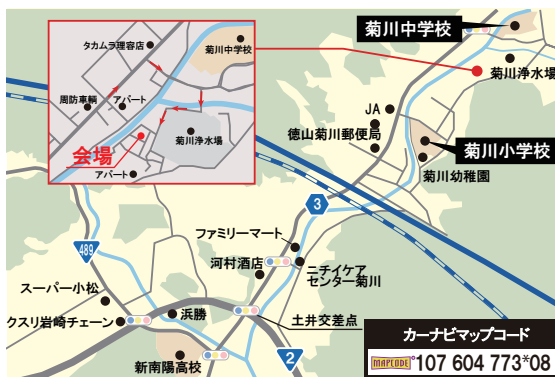 タカムラ理容店
菊川中学校
周防車輌
アパート
菊川浄水場
会場
アパート
菊川中学校
菊川浄水場
JA
徳山菊川郵便局
菊川小学校
菊川幼稚園
3
489
ファミリーマート
河村酒店
ニチイケア
センター菊川
スーパー小松
クスリ岩崎チェーン
浜勝
土井交差点
新南陽高校
2
カーナビマップコード
MAPCODE 107 604 773*08